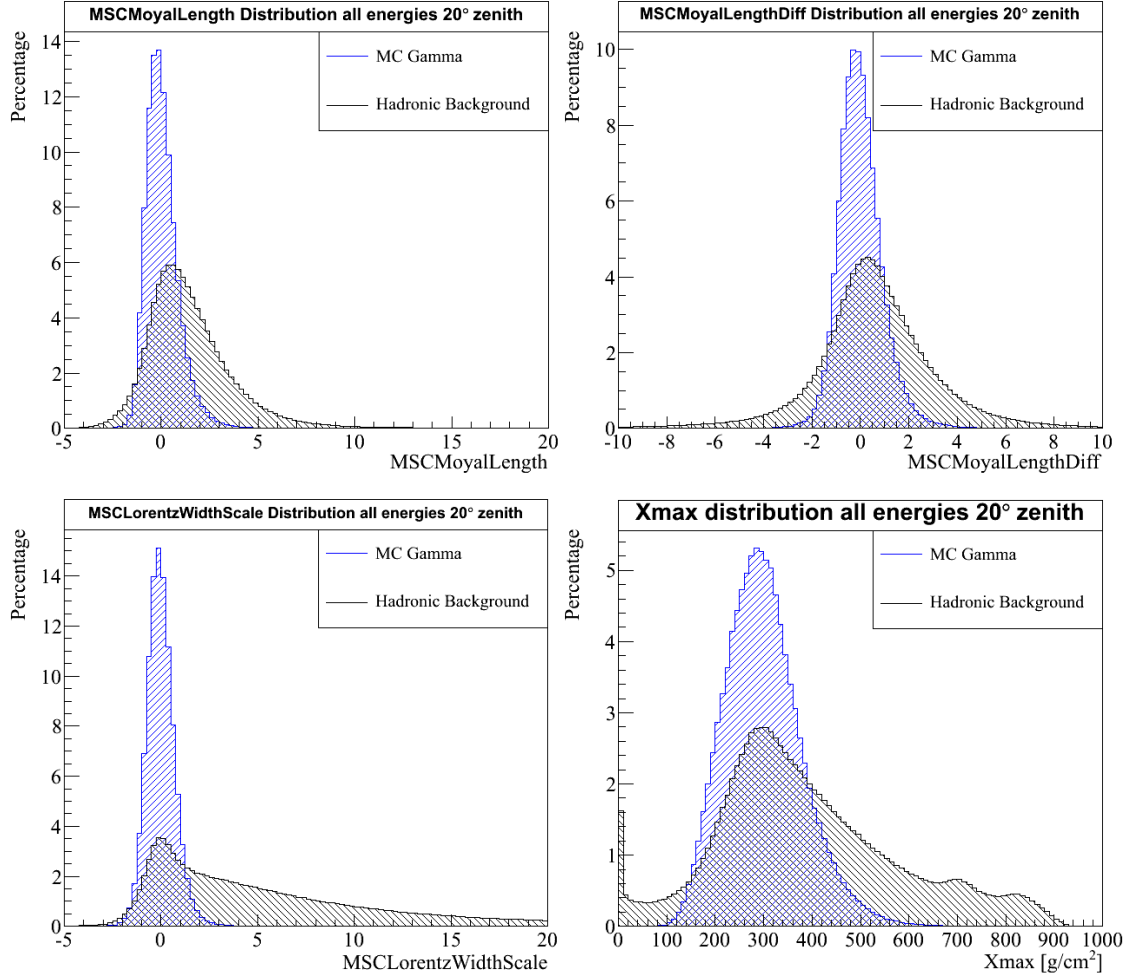 MSCMoyalLength Distribution all energies 20° zenith
Percentage
14
12
10
8
6
4
2
0
MC Gamma
Hadronic Background
-5 0 5 10 15 20
MSCMoyalLength
MSCMoyalLengthDiff Distribution all energies 20° zenith
Percentage
10
8
6
4
2
0
MC Gamma
Hadronic Background
-10 -8 -6 -4 -2 0 2 4 6 8 10
MSCMoyalLengthDiff
MSCLorentzWidthScale Distribution all energies 20° zenith
Percentage
14
12
10
8
6
4
2
0
MC Gamma
Hadronic Background
-5 0 5 10 15 20
MSCLorentzWidthScale
Xmax distribution all energies 20° zenith
Percentage
5
4
3
2
1
0
MC Gamma
Hadronic Background
0 100 200 300 400 500 600 700 800 900 1000
Xmax [g/cm²]